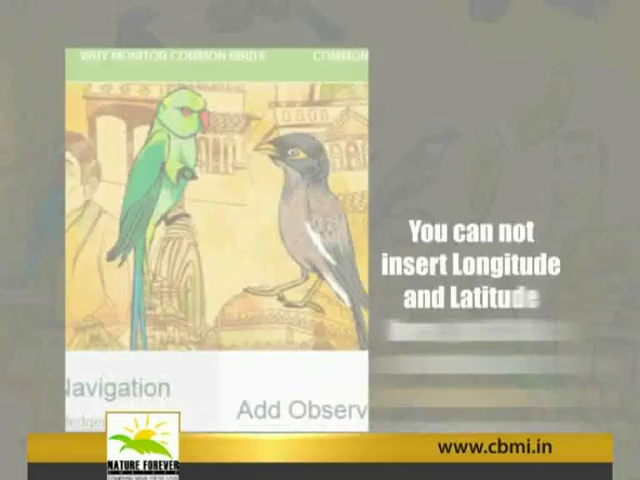 WHY MONITOR COMMON BIRDS
COMMON
You can not
insert Longitude
and Latitude
Navigation
Add Observ
www.cbmi.in
NATURE FOREVER